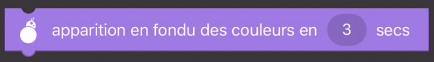 apparition en fondu des couleurs en 3 secs